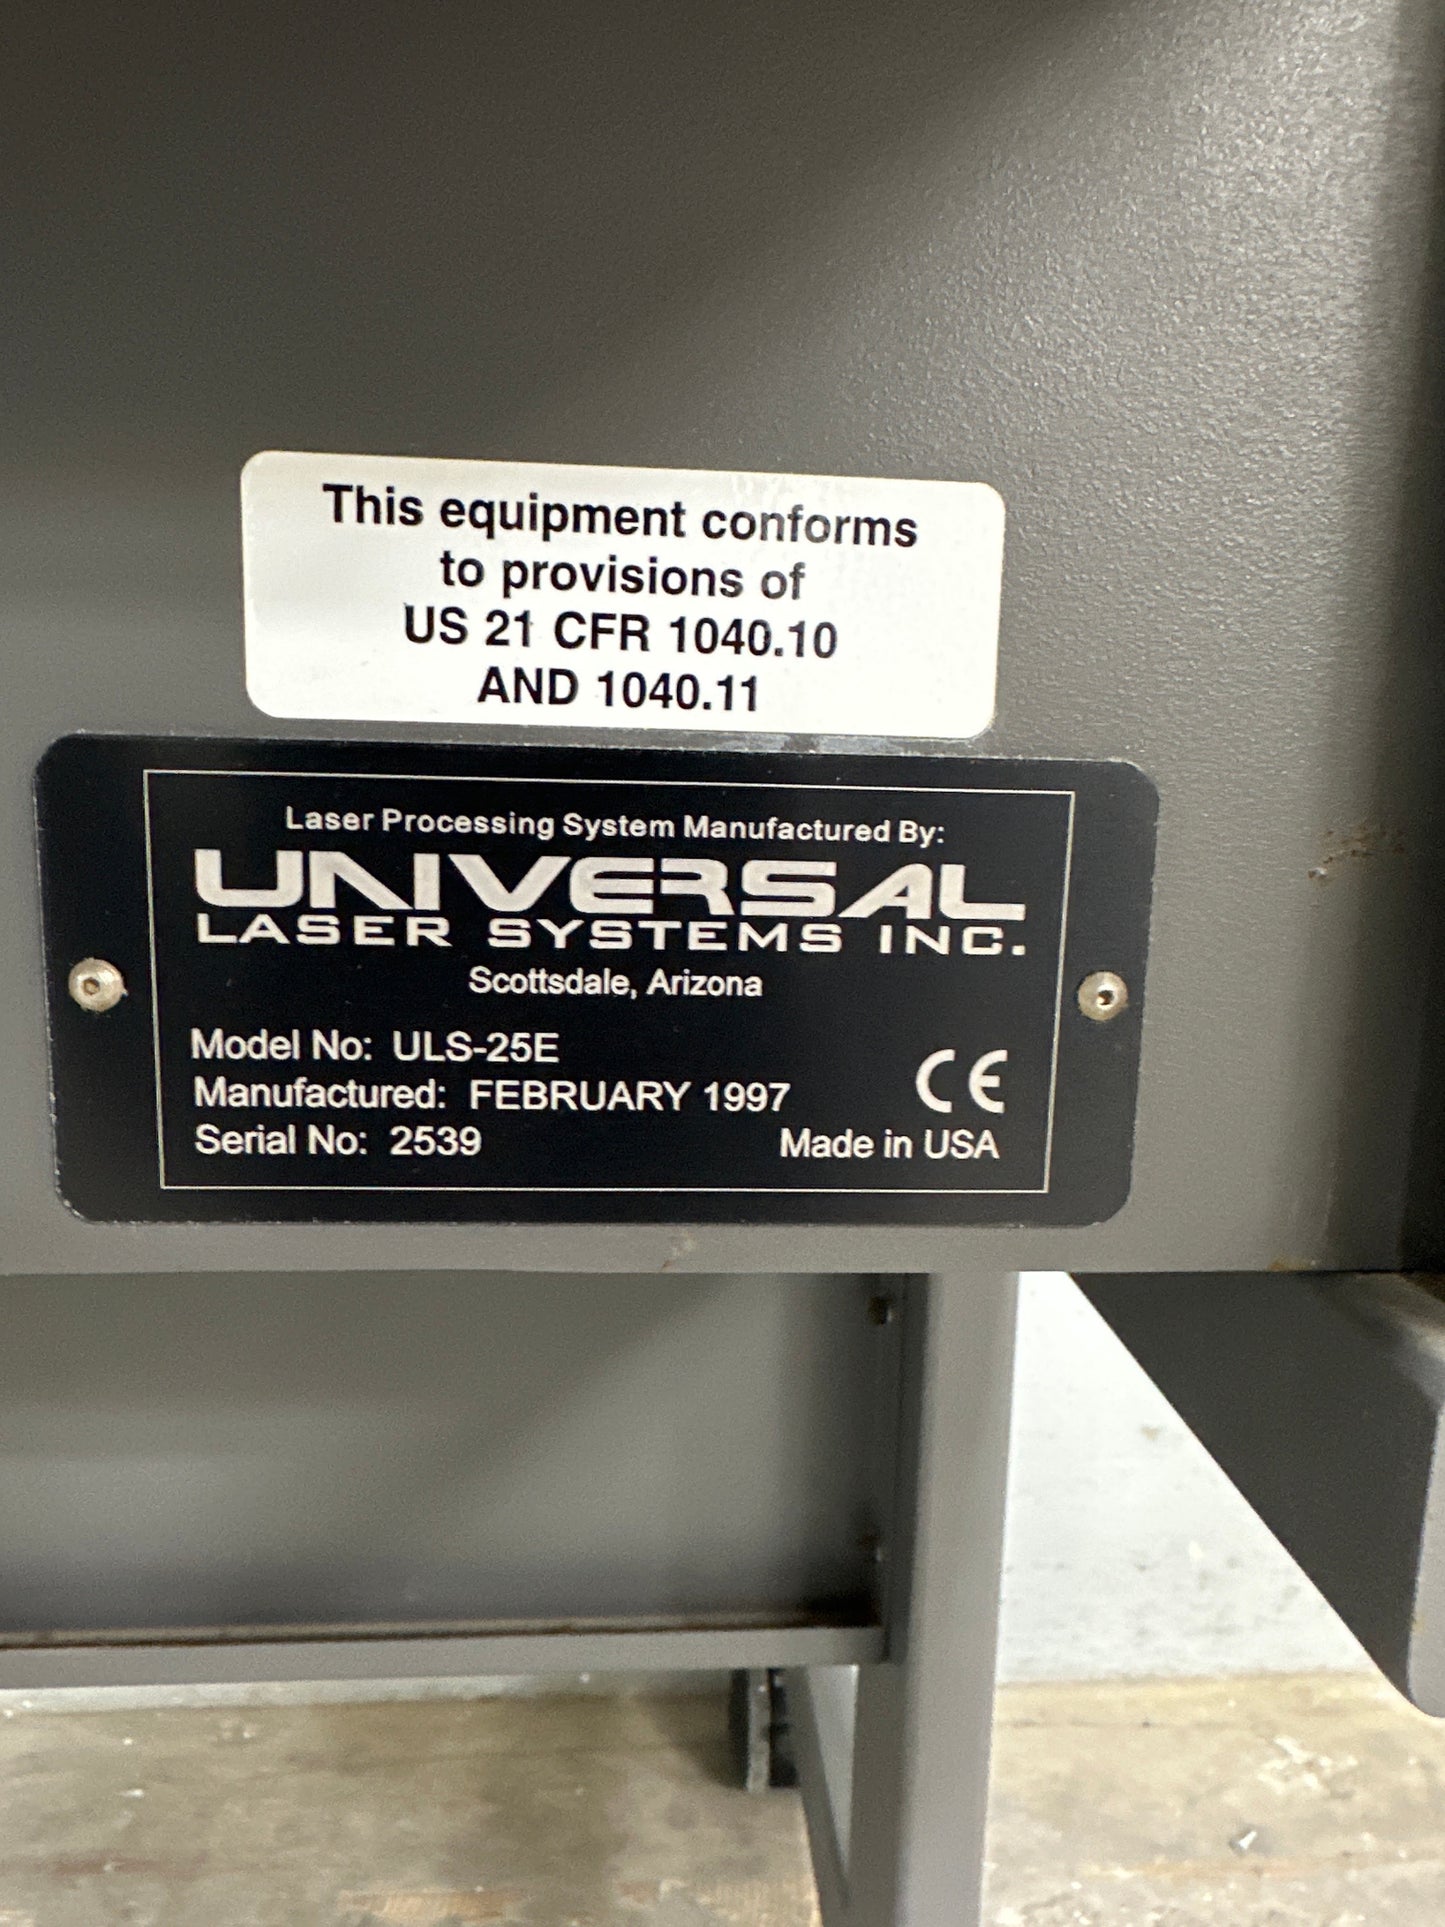 This equipment conforms
to provisions of
US 21 CFR 1040.10
AND 1040.11
Laser Processing System Manufactured By:
UNIVERSAL
LASER SYSTEMS INC.
Scottsdale, Arizona
Model No: ULS-25E
Manufactured: FEBRUARY 1997
CE
Serial No: 2539
Made in USA